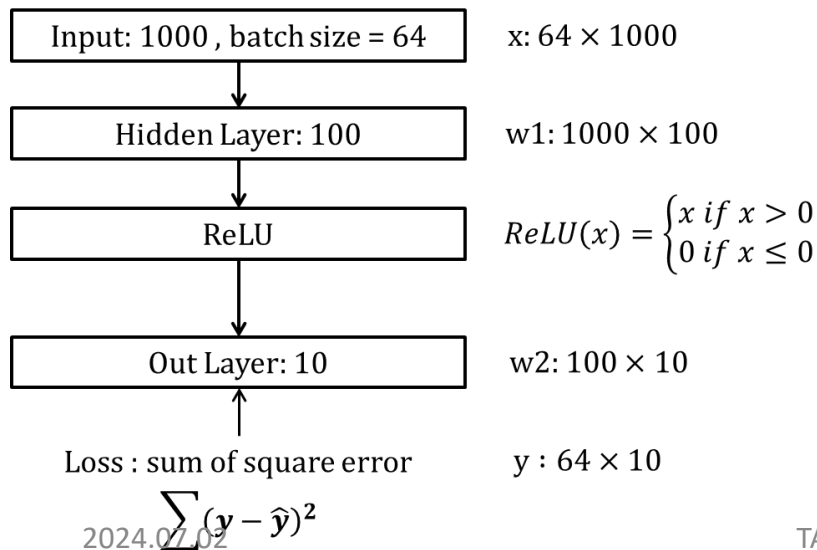 Input: 1000 , batch size = 64 x: 64 × 1000
Hidden Layer: 100 w1: 1000 × 100
ReLU ReLU(x) = {x if x > 0
0 if x ≤ 0
Out Layer: 10 w2: 100 × 10
Loss : sum of square error y : 64 × 10
∑(y − ŷ)²
2024.07.02 TA